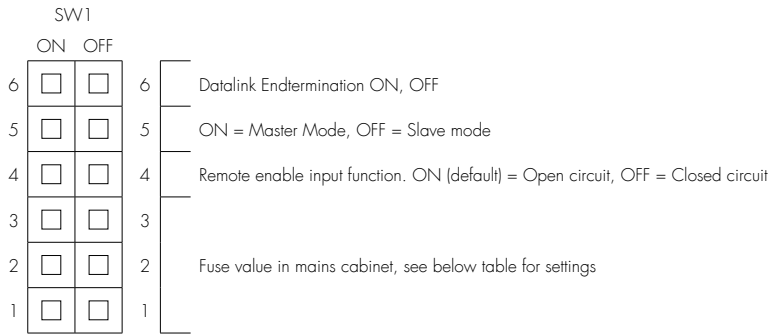 SW1
ON OFF
6 6 Datalink Endtermination ON, OFF
5 5 ON = Master Mode, OFF = Slave mode
4 4 Remote enable input function. ON (default) = Open circuit, OFF = Closed circuit
3 3
2 2 Fuse value in mains cabinet, see below table for settings
1 1